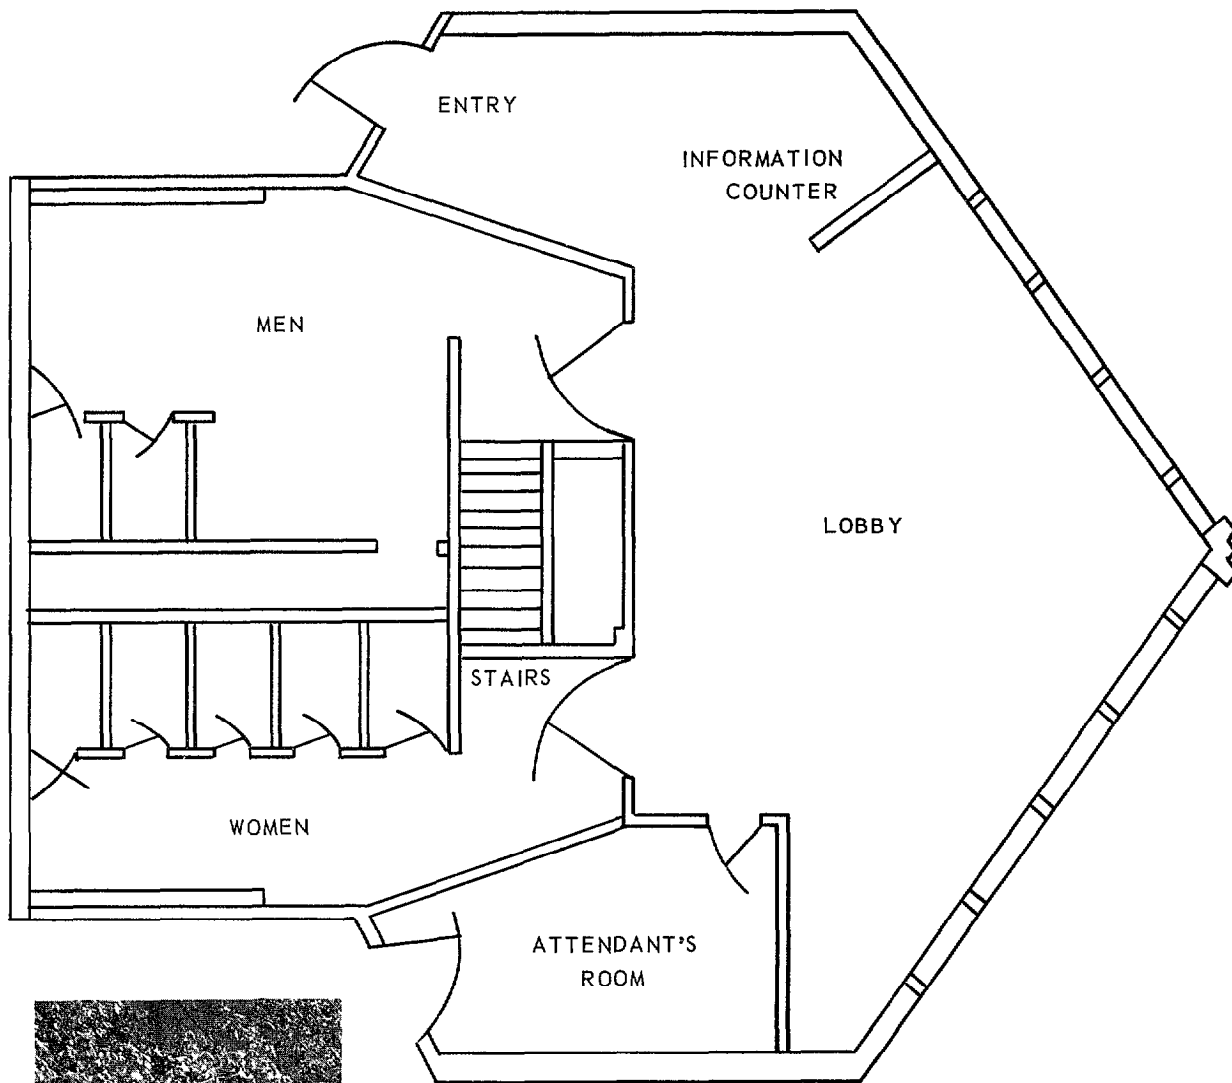 ENTRY
INFORMATION
COUNTER
MEN
LOBBY
STAIRS
WOMEN
ATTENDANT'S
ROOM